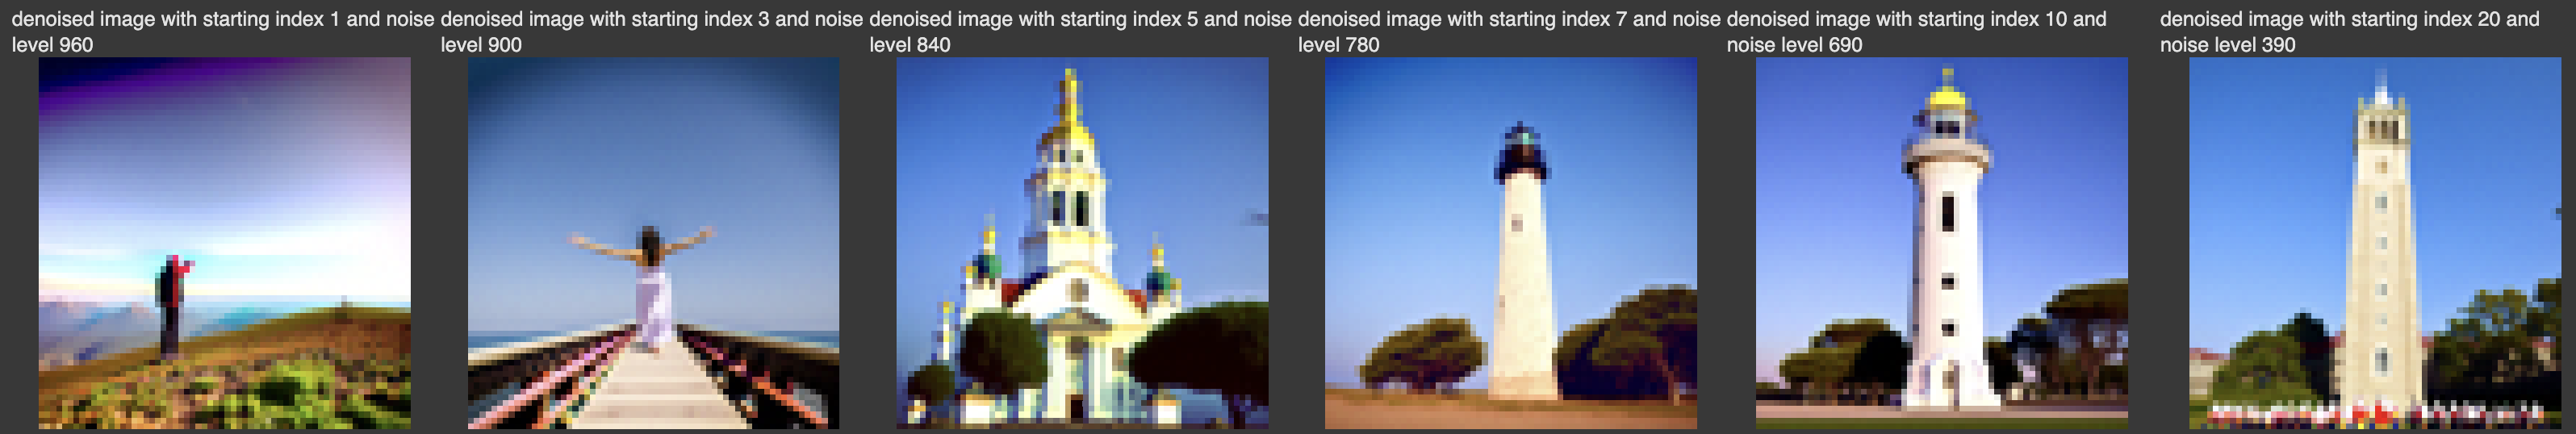 denoised image with starting index 1 and noise
level 960
denoised image with starting index 3 and noise
level 900
denoised image with starting index 5 and noise
level 840
denoised image with starting index 7 and noise
level 780
denoised image with starting index 10 and
noise level 690
denoised image with starting index 20 and
noise level 390